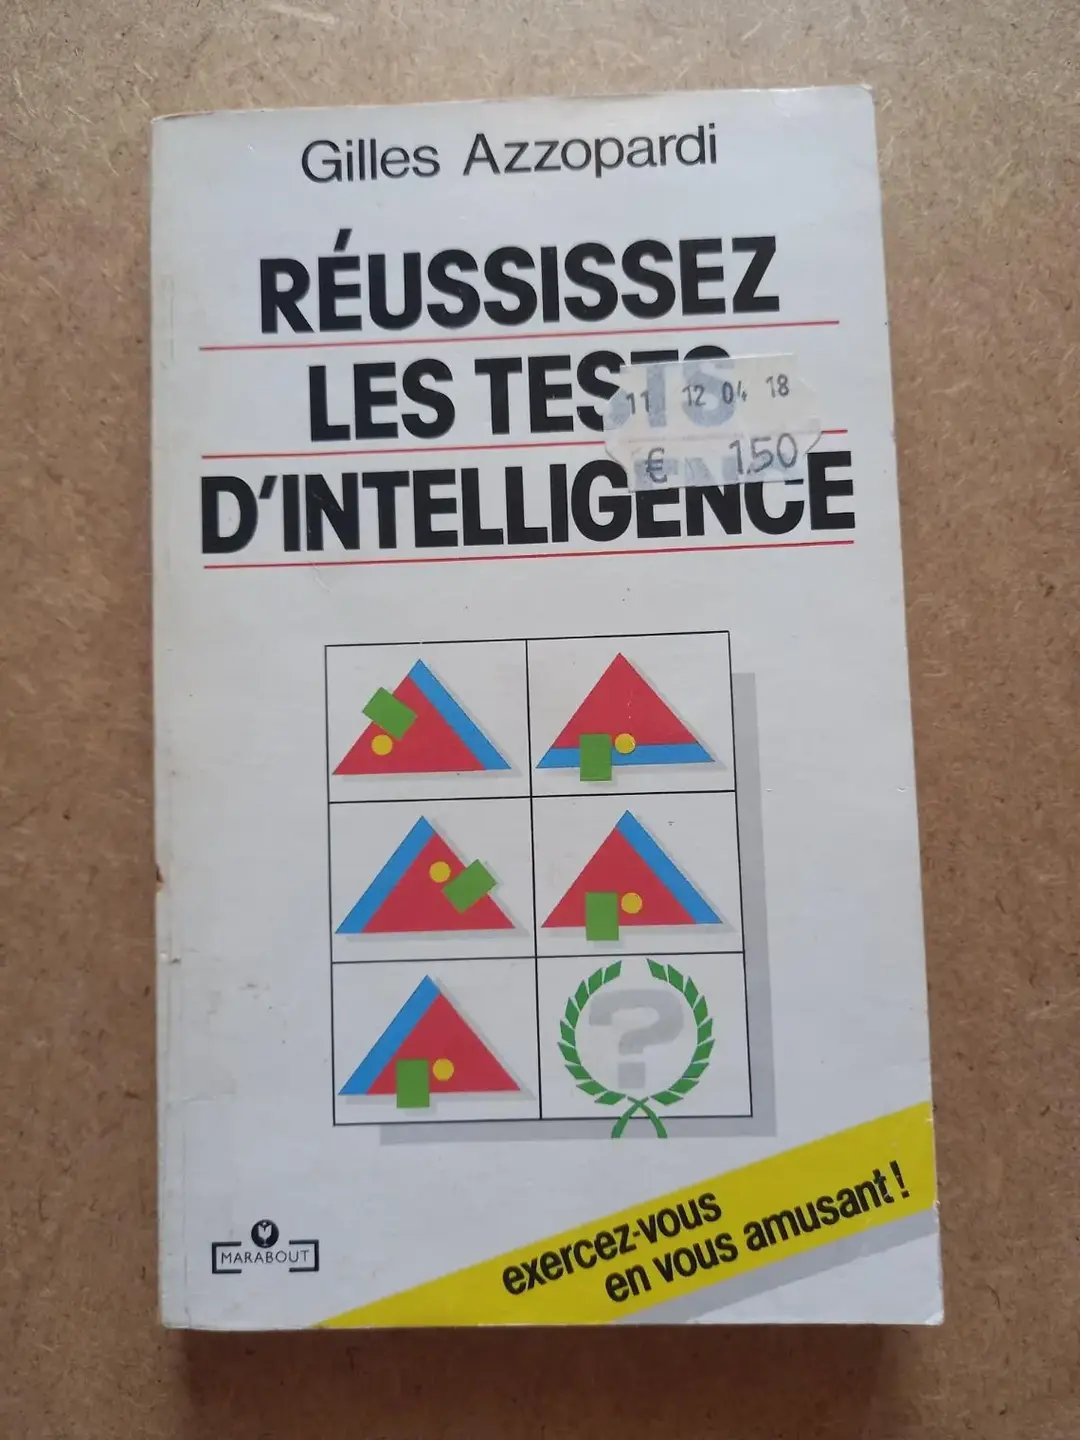 Gilles Azzopardi
RÉUSSISSEZ
LES TESTS
11 12 04 18
€ 1.50
D'INTELLIGENCE
?
MARABOUT
exercez-vous
en vous amusant !